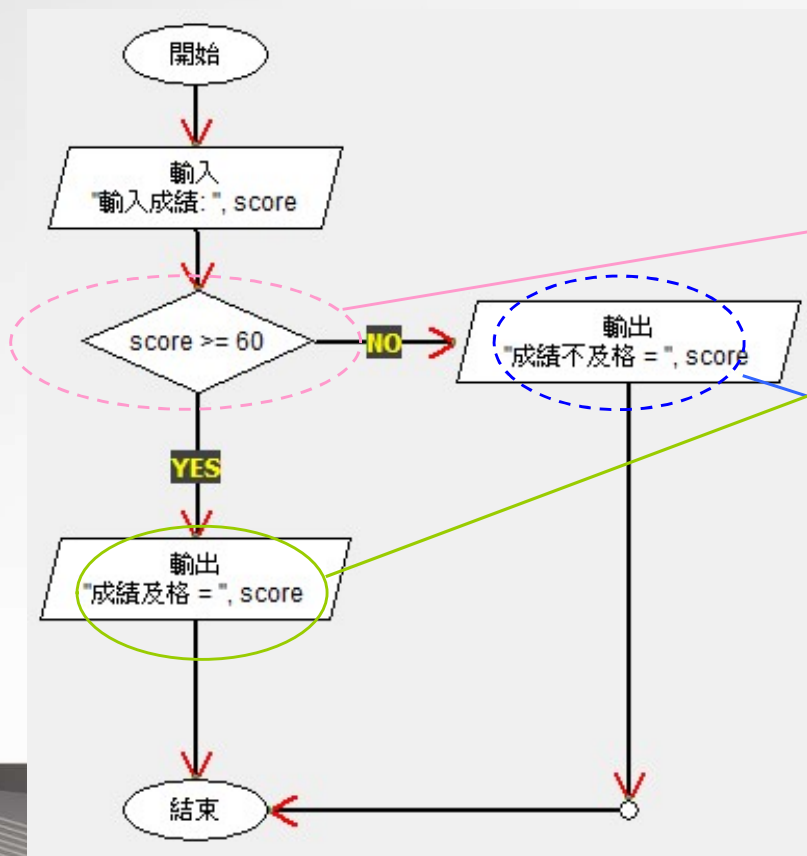 開始
輸入
"輸入成績: ", score
score >= 60
NO
輸出
"成績不及格 = ", score
YES
輸出
"成績及格 = ", score
結束